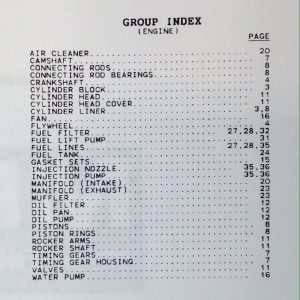 GROUP INDEX
(ENGINE)
PAGE
AIR CLEANER........................................20
CAMSHAFT...........................................7
CONNECTING RODS....................................8
CONNECTING ROD BEARINGS............................8
CRANKSHAFT.........................................4
CYLINDER BLOCK.....................................3
CYLINDER HEAD......................................11
CYLINDER HEAD COVER................................11
CYLINDER LINER.....................................3,8
FAN................................................16
FLYWHEEL...........................................4
FUEL FILTER........................................27,28,32
FUEL LIFT PUMP.....................................31
FUEL LINES.........................................27,28,35
FUEL TANK..........................................24
GASKET SETS........................................15
INJECTION NOZZLE...................................35,36
INJECTION PUMP.....................................35,36
MANIFOLD (INTAKE)..................................20
MANIFOLD (EXHAUST).................................23
MUFFLER............................................23
OIL FILTER.........................................12
OIL PAN............................................12
OIL PUMP...........................................12
PISTONS............................................8
PISTON RINGS.......................................8
ROCKER ARMS........................................11
ROCKER SHAFT.......................................11
TIMING GEARS.......................................7
TIMING GEAR HOUSING................................7
VALVES.............................................11
WATER PUMP.........................................16